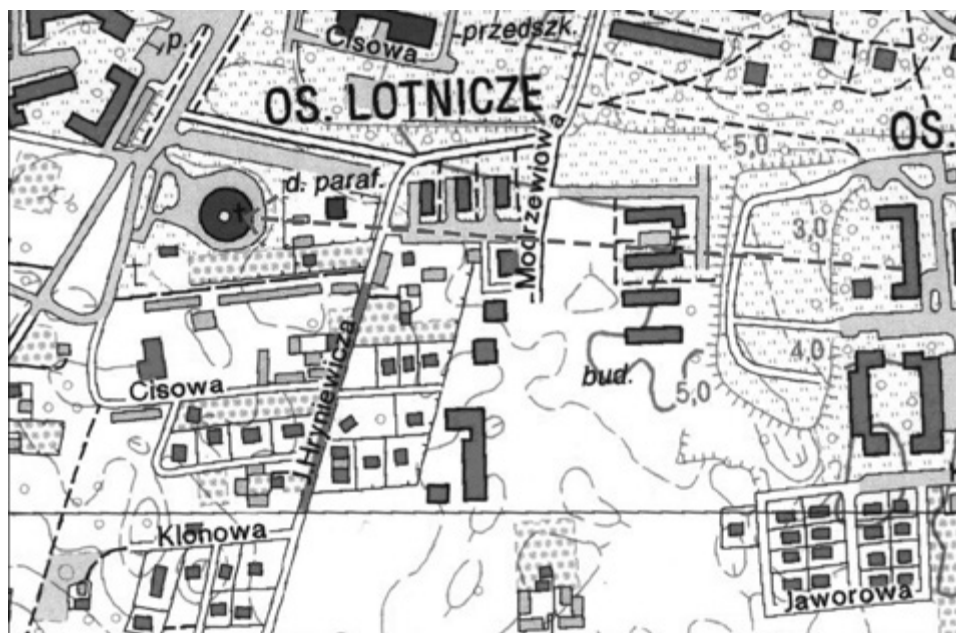 p.
Cisowa
przedszk.
OS. LOTNICZE
OS.
5,0
d. paraf.
Modrzewiowa
3,0
J. Hryniewicza
4,0
Cisowa
bud.
5,0
Klonowa
Jaworowa